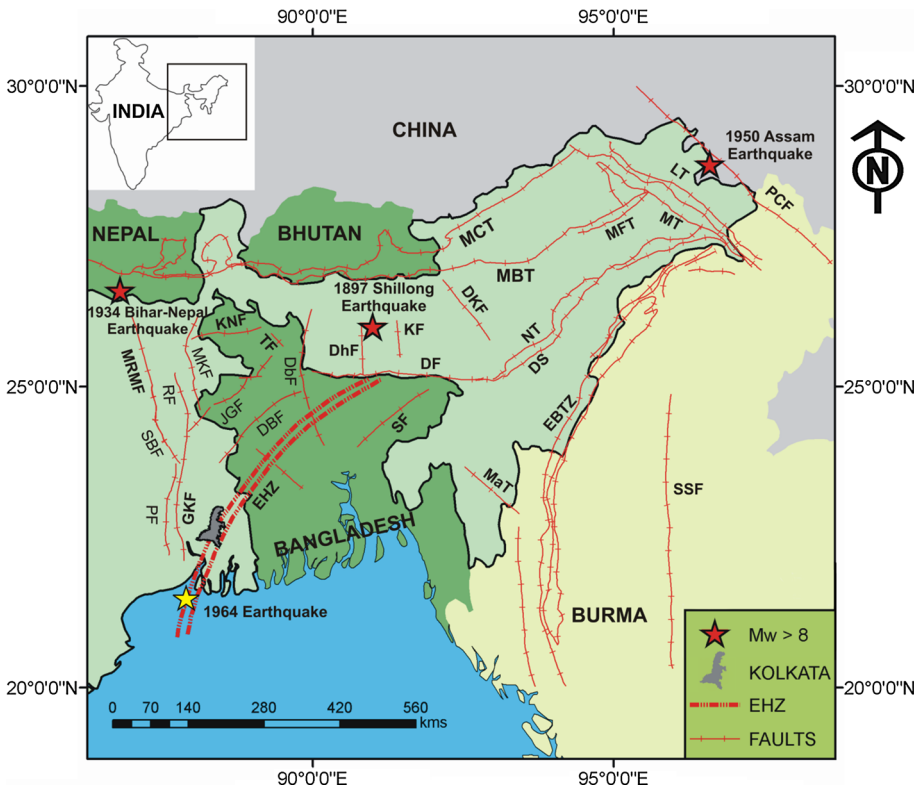 90°0'0"E
95°0'0"E
30°0'0"N
30°0'0"N
INDIA
CHINA
1950 Assam
Earthquake
N
LT
PCF
NEPAL
BHUTAN
MCT
MFT
MT
MBT
1897 Shillong
Earthquake
DKF
1934 Bihar-Nepal
Earthquake
KNF
TF
KF
DhF
NT
MRMF
MKF
DbF
DF
DS
25°0'0"N
25°0'0"N
RF
JGF
DBF
SF
EBTZ
SBF
MaT
SSF
PF
GKF
EHZ
BANGLADESH
1964 Earthquake
BURMA
Mw > 8
KOLKATA
EHZ
FAULTS
20°0'0"N
20°0'0"N
0 70 140 280 420 560
kms
90°0'0"E
95°0'0"E